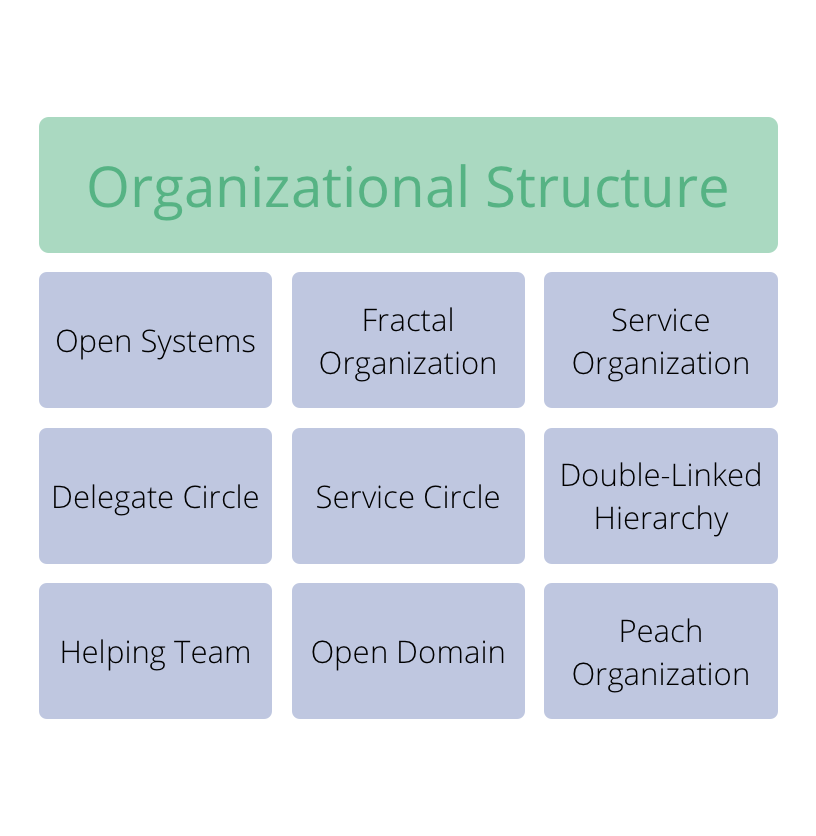 Organizational Structure
Open Systems
Fractal
Organization
Service
Organization
Delegate Circle
Service Circle
Double-Linked
Hierarchy
Helping Team
Open Domain
Peach
Organization